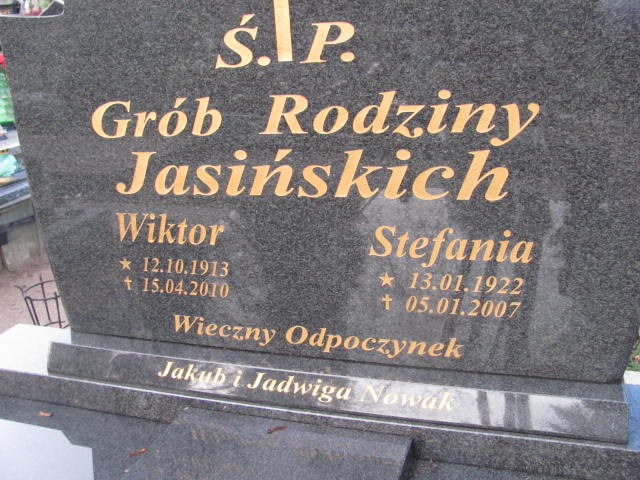 Ś. P.
Grób Rodziny
Jasińskich
Wiktor
★ 12.10.1913
✝ 15.04.2010
Stefania
★ 13.01.1922
✝ 05.01.2007
Wieczny Odpoczynek
Jakub i Jadwiga Nowak